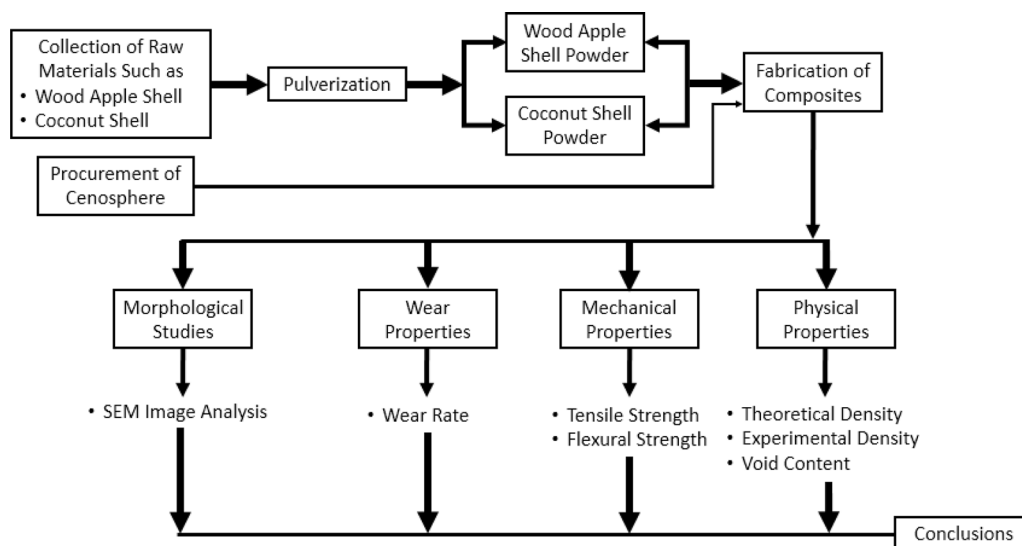 Collection of Raw
Materials Such as
• Wood Apple Shell
• Coconut Shell
Pulverization
Wood Apple
Shell Powder
Coconut Shell
Powder
Fabrication of
Composites
Procurement of
Cenosphere
Morphological
Studies
Wear
Properties
Mechanical
Properties
Physical
Properties
• SEM Image Analysis
• Wear Rate
• Tensile Strength
• Flexural Strength
• Theoretical Density
• Experimental Density
• Void Content
Conclusions